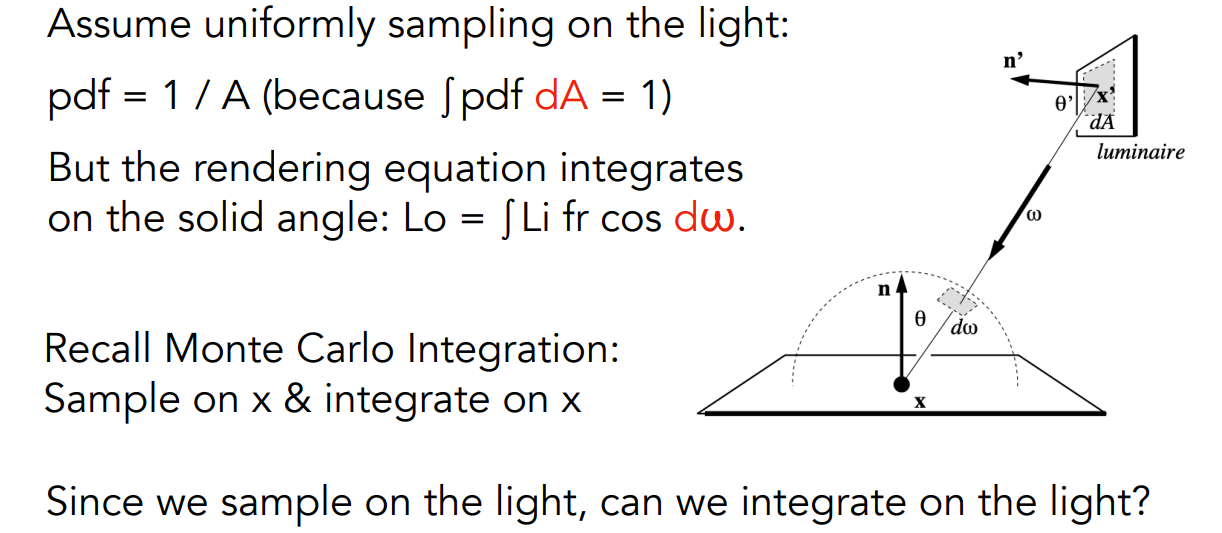 Assume uniformly sampling on the light:
pdf = 1 / A (because ∫pdf dA = 1)
But the rendering equation integrates
on the solid angle: Lo = ∫Li fr cos dω.
Recall Monte Carlo Integration:
Sample on x & integrate on x
Since we sample on the light, can we integrate on the light?
n’
θ’
x’
dA
luminaire
ω
n
θ
dω
x